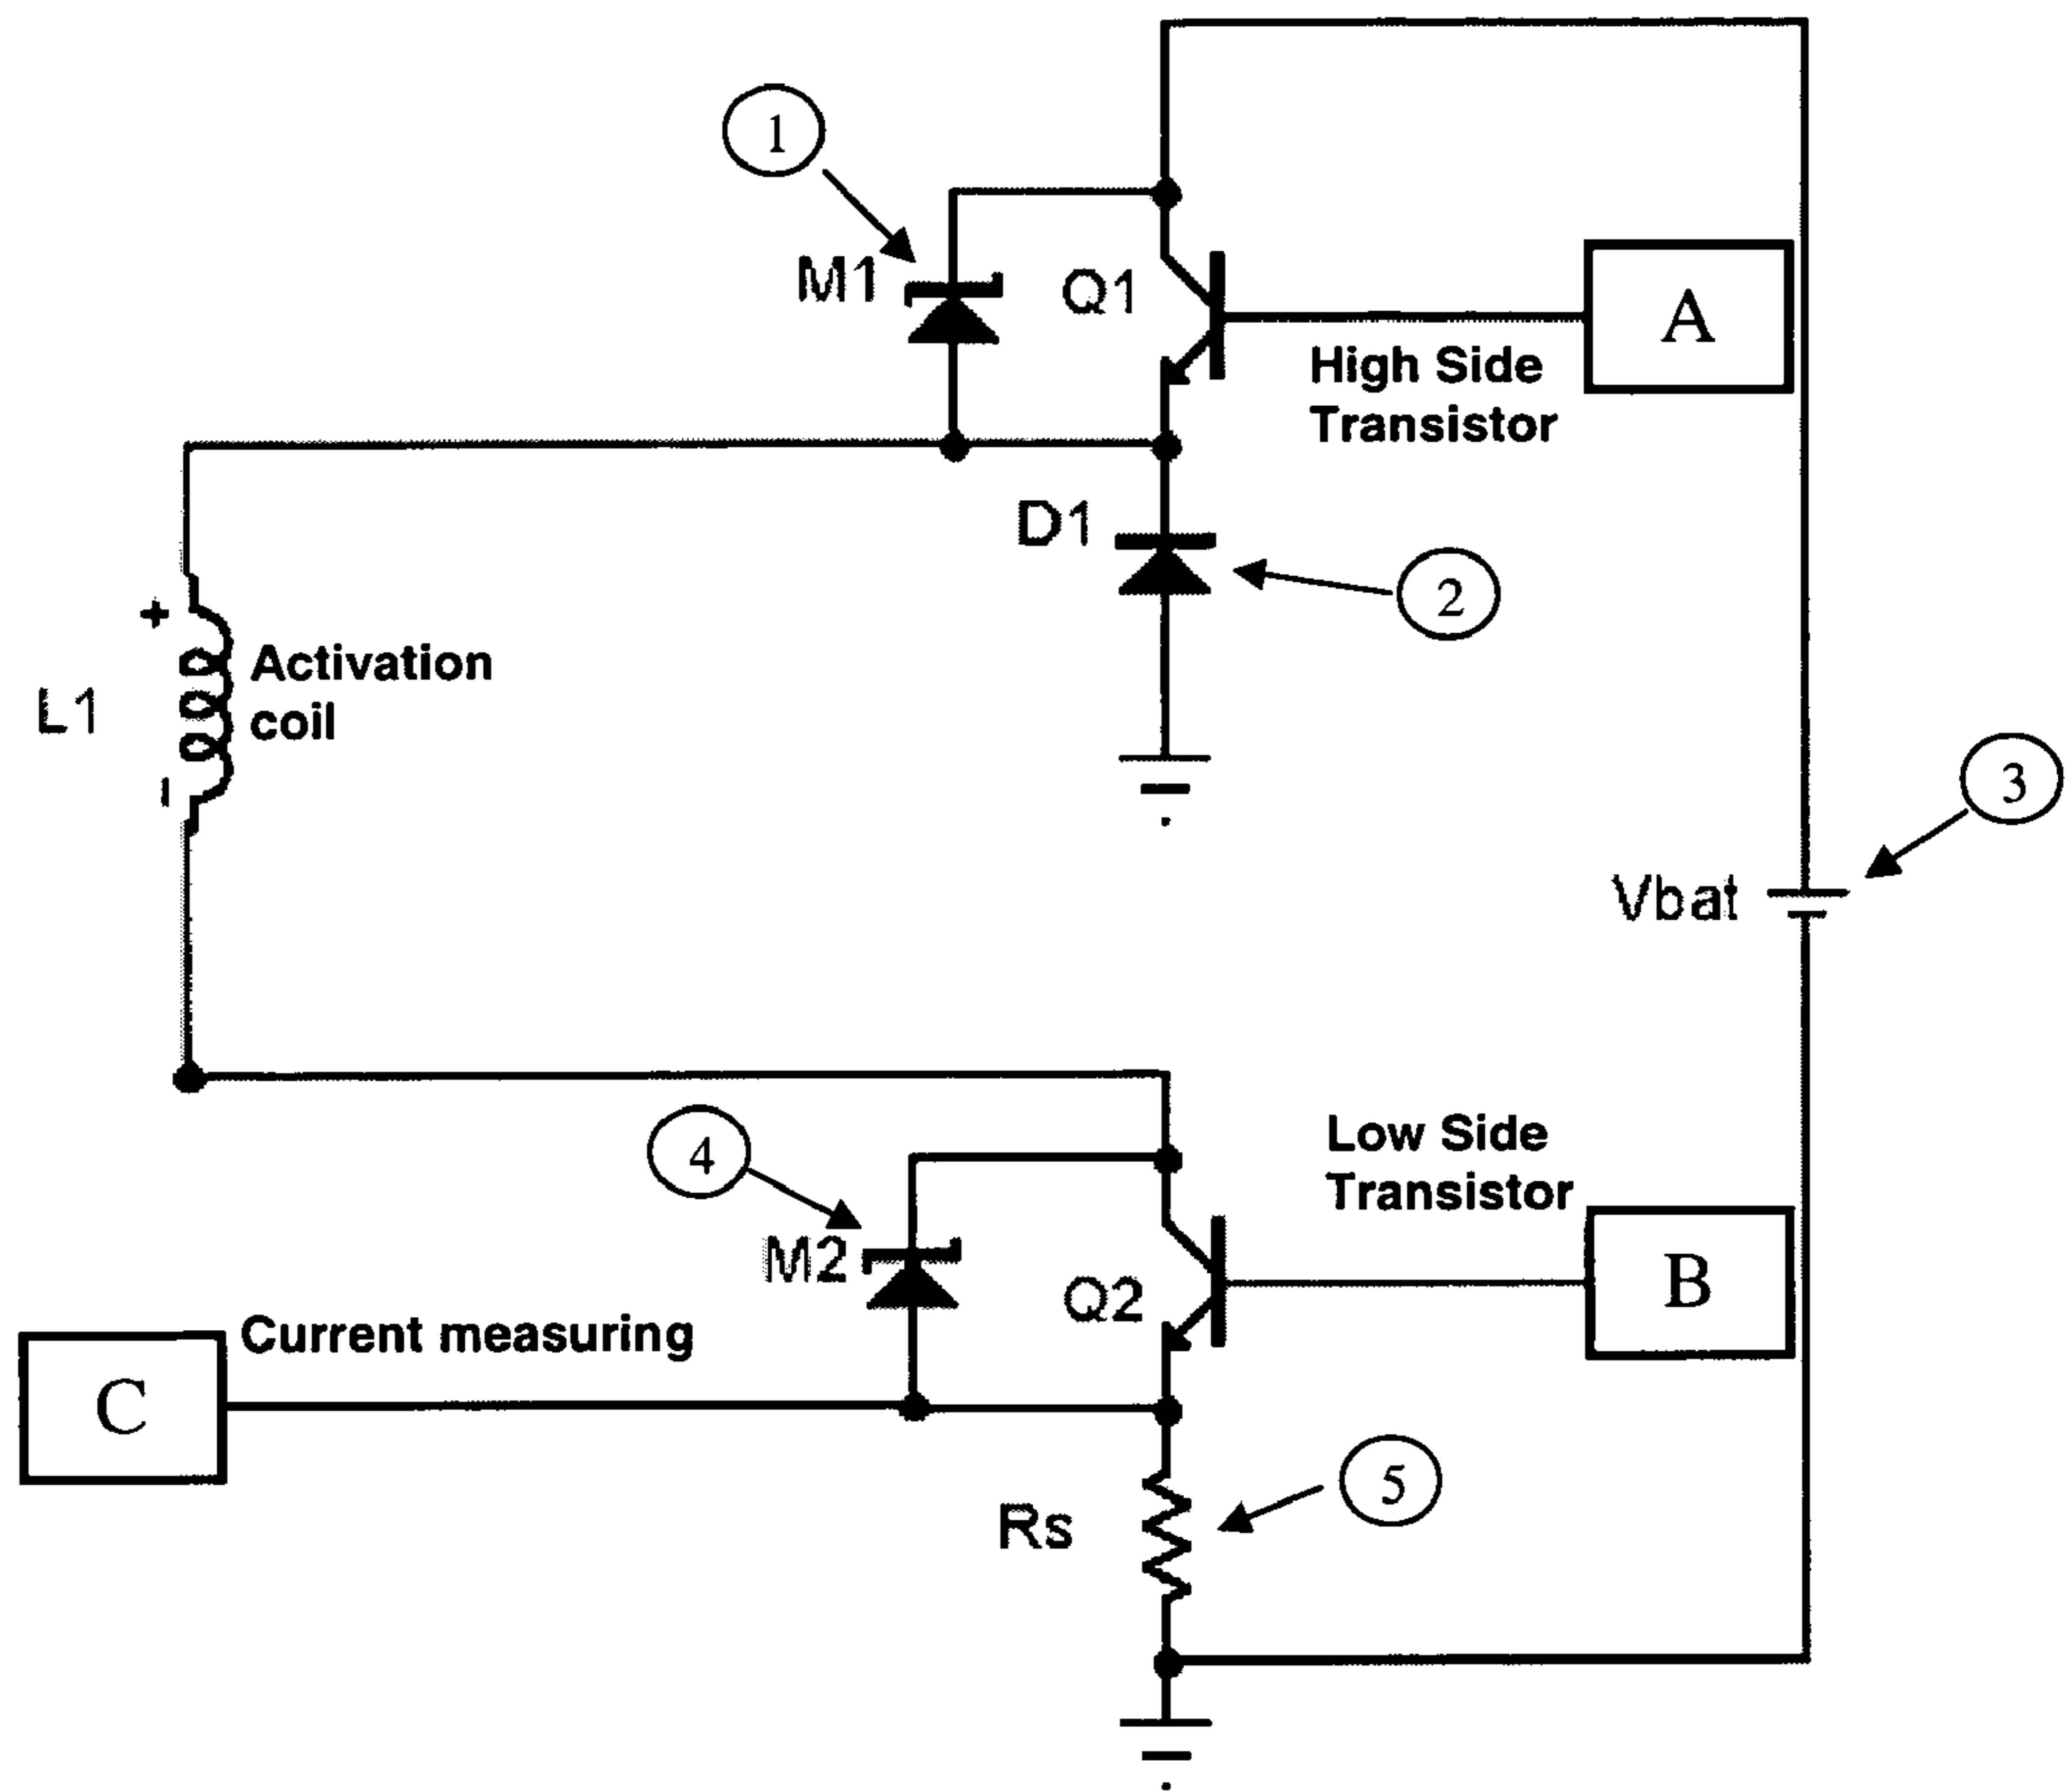 1
M1
Q1
A
High Side
Transistor
D1
2
+
Activation
coil
L1
3
Vbat
4
Low Side
Transistor
M2
Q2
B
Current measuring
C
5
Rs